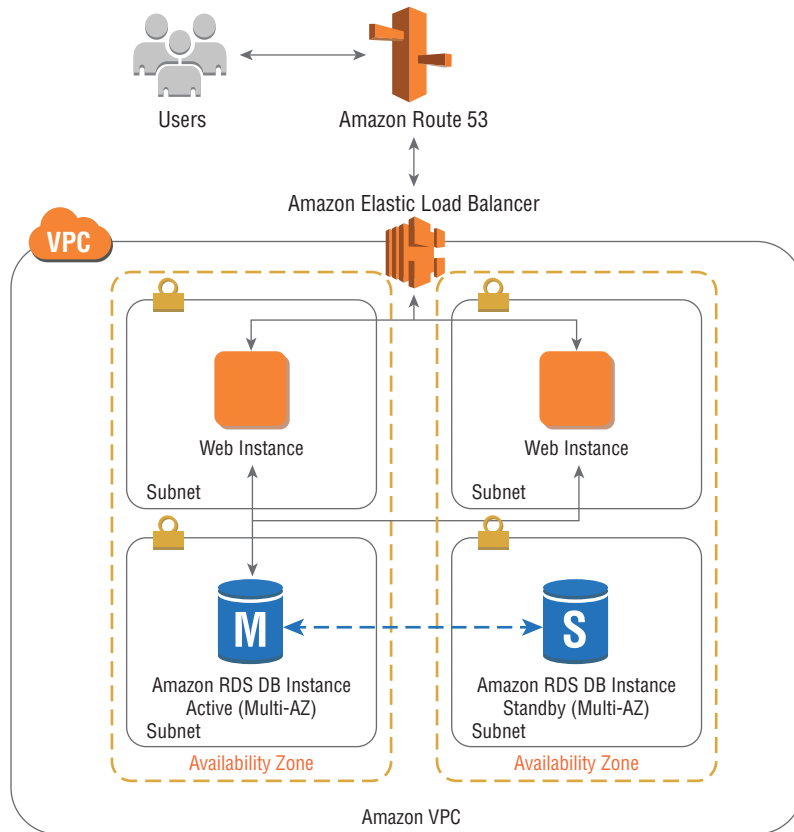 Users
Amazon Route 53
Amazon Elastic Load Balancer
VPC
Web Instance
Web Instance
Subnet
Subnet
M
S
Amazon RDS DB Instance
Active (Multi-AZ)
Amazon RDS DB Instance
Standby (Multi-AZ)
Subnet
Subnet
Availability Zone
Availability Zone
Amazon VPC